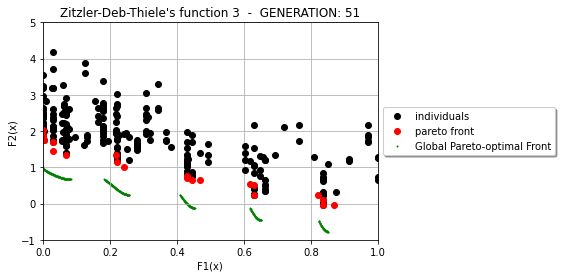 Zitzler-Deb-Thiele's function 3 - GENERATION: 51
5
4
3
2
1
0
-1
F2(x)
0.0 0.2 0.4 0.6 0.8 1.0
F1(x)
individuals
pareto front
Global Pareto-optimal Front